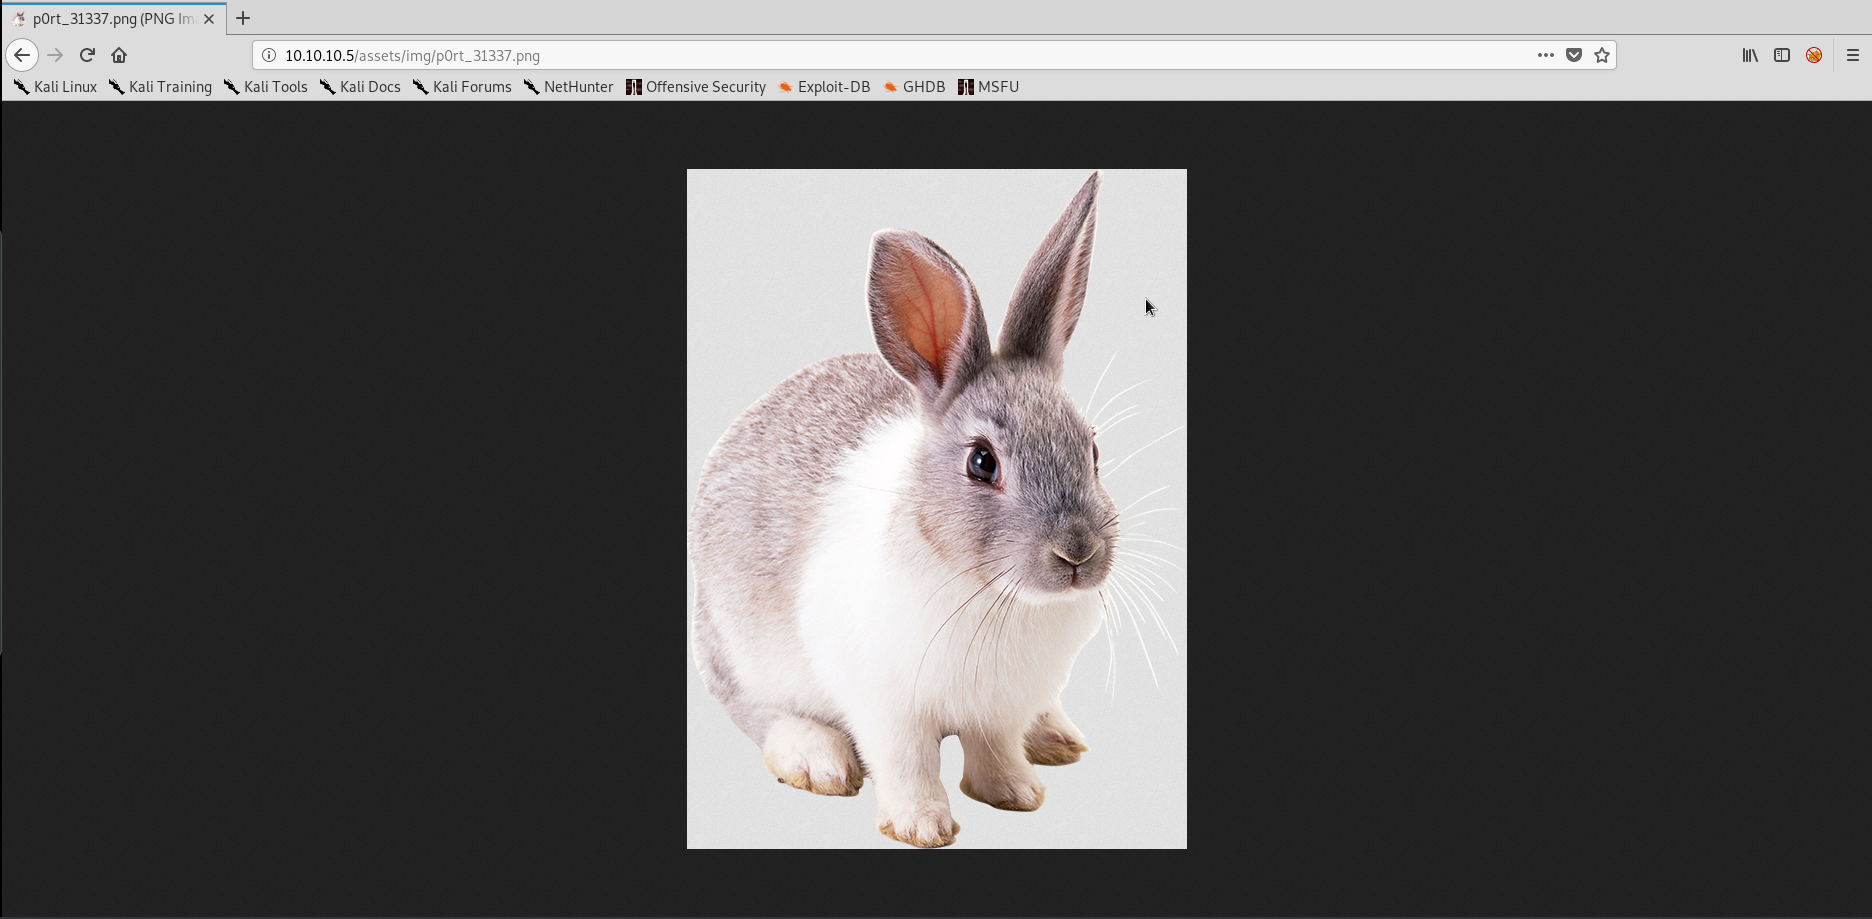 p0rt_31337.png (PNG Im
10.10.10.5/assets/img/p0rt_31337.png
Kali Linux Kali Training Kali Tools Kali Docs Kali Forums NetHunter Offensive Security Exploit-DB GHDB MSFU